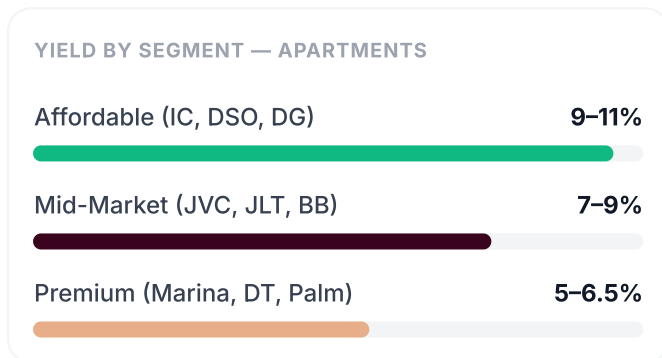 YIELD BY SEGMENT — APARTMENTS
Affordable (IC, DSO, DG) 9–11%
Mid-Market (JVC, JLT, BB) 7–9%
Premium (Marina, DT, Palm) 5–6.5%